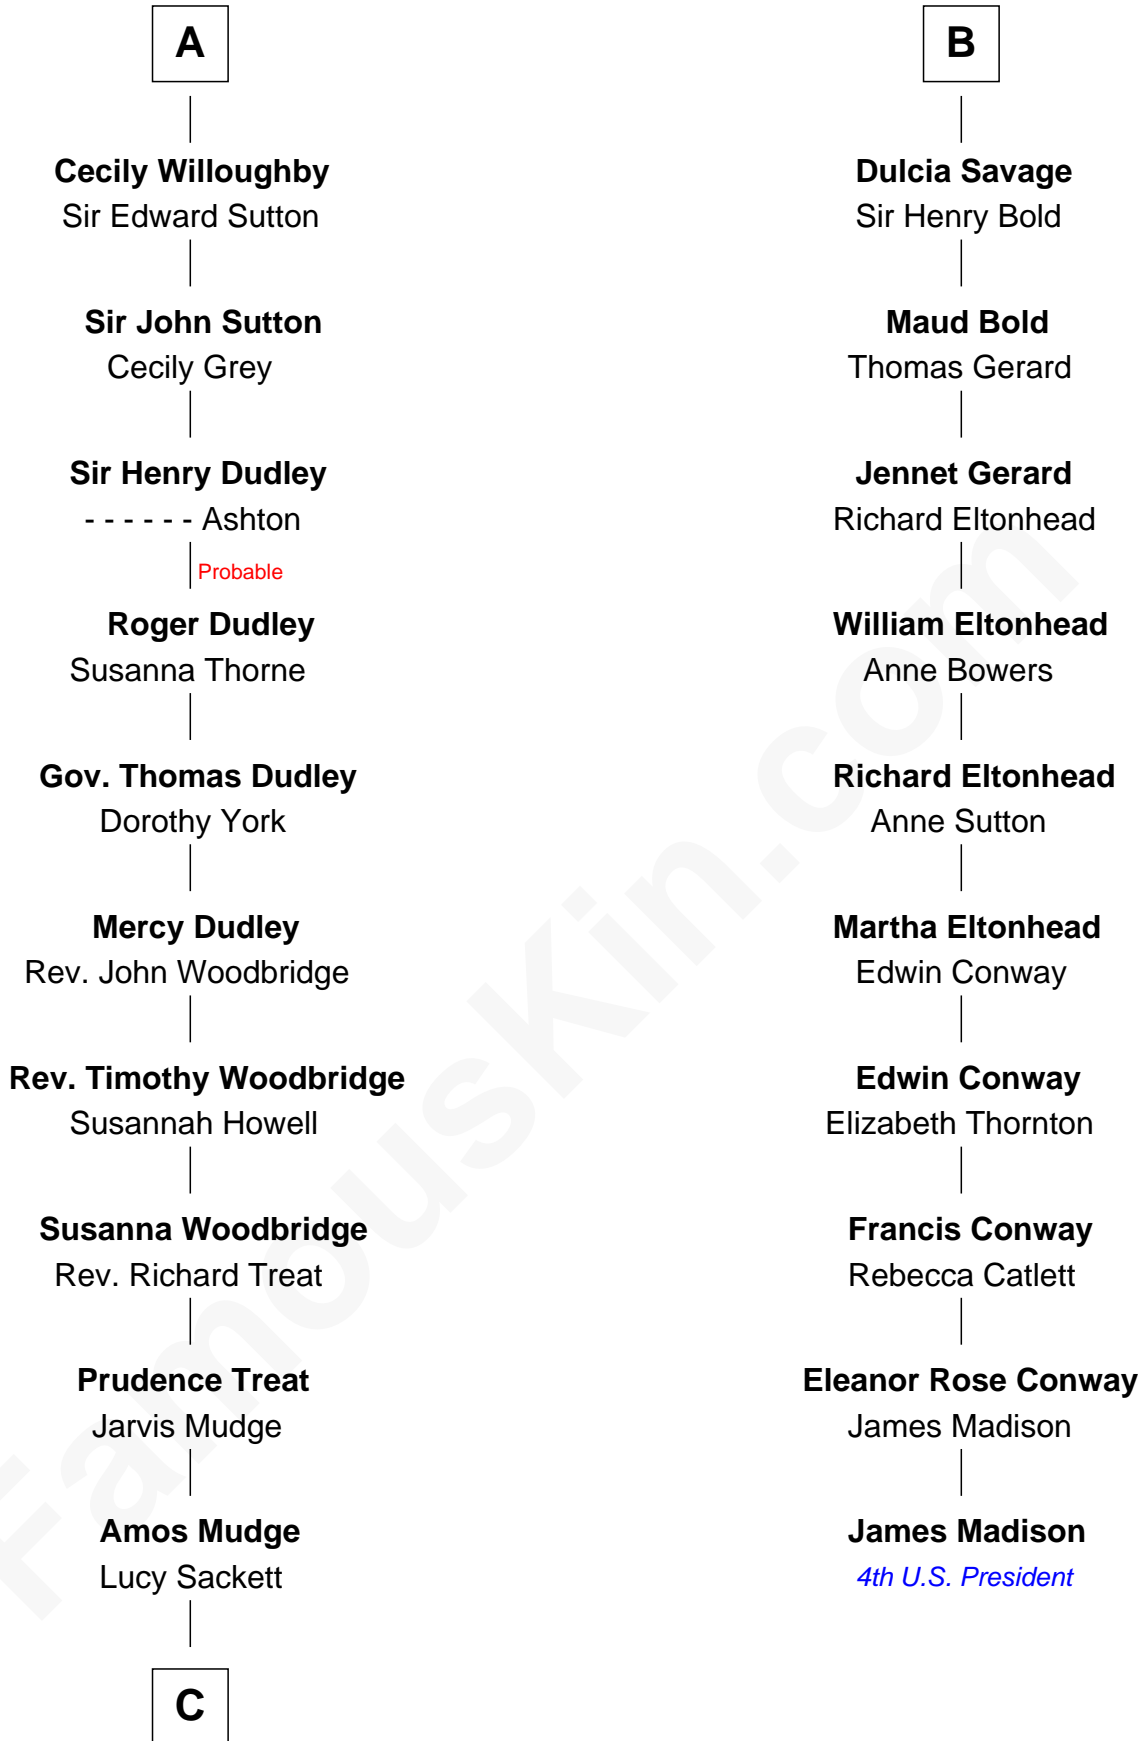 A
Cecily Willoughby
Sir Edward Sutton
Sir John Sutton
Cecily Grey
Sir Henry Dudley
- - - - - - Ashton
Probable
Roger Dudley
Susanna Thorne
Gov. Thomas Dudley
Dorothy York
Mercy Dudley
Rev. John Woodbridge
Rev. Timothy Woodbridge
Susannah Howell
Susanna Woodbridge
Rev. Richard Treat
Prudence Treat
Jarvis Mudge
Amos Mudge
Lucy Sackett
C
B
Dulcia Savage
Sir Henry Bold
Maud Bold
Thomas Gerard
Jennet Gerard
Richard Eltonhead
William Eltonhead
Anne Bowers
Richard Eltonhead
Anne Sutton
Martha Eltonhead
Edwin Conway
Edwin Conway
Elizabeth Thornton
Francis Conway
Rebecca Catlett
Eleanor Rose Conway
James Madison
James Madison
4th U.S. President
FamousKin.com